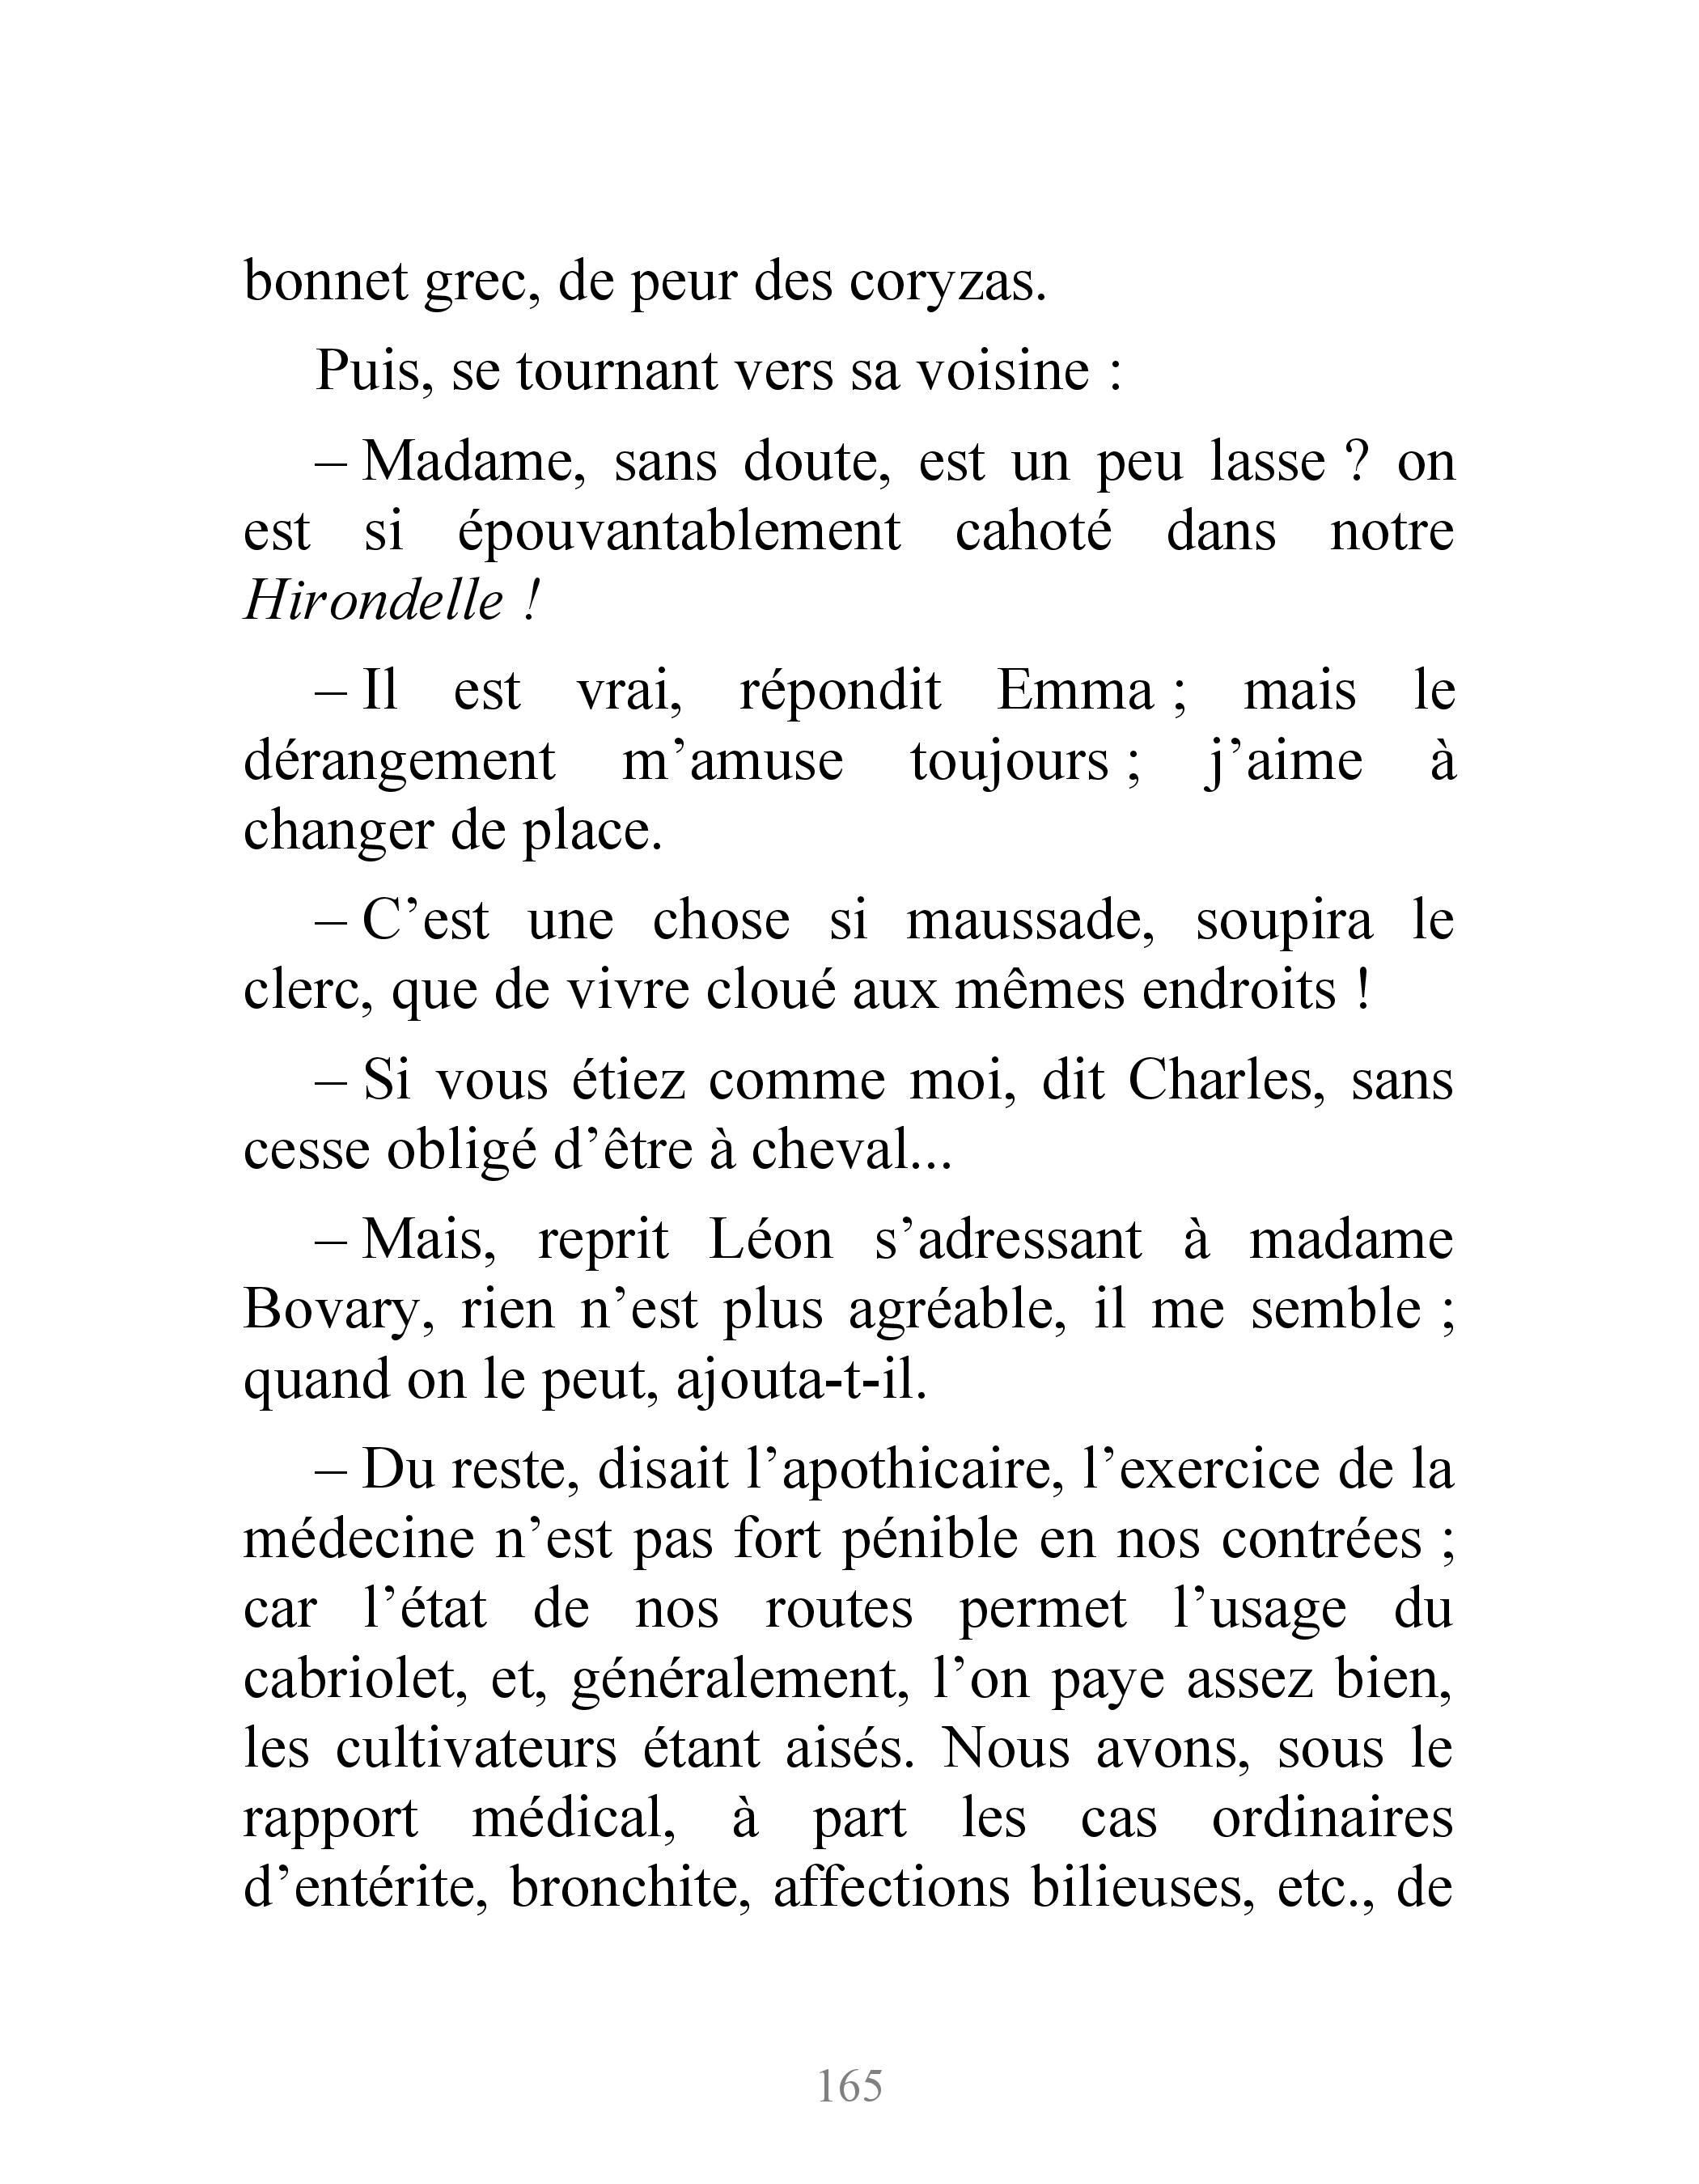 bonnet grec, de peur des coryzas.
Puis, se tournant vers sa voisine :
– Madame, sans doute, est un peu lasse ? on
est si épouvantablement cahoté dans notre
Hirondelle !
– Il est vrai, répondit Emma ; mais le
dérangement m’amuse toujours ; j’aime à
changer de place.
– C’est une chose si maussade, soupira le
clerc, que de vivre cloué aux mêmes endroits !
– Si vous étiez comme moi, dit Charles, sans
cesse obligé d’être à cheval...
– Mais, reprit Léon s’adressant à madame
Bovary, rien n’est plus agréable, il me semble ;
quand on le peut, ajouta-t-il.
– Du reste, disait l’apothicaire, l’exercice de la
médecine n’est pas fort pénible en nos contrées ;
car l’état de nos routes permet l’usage du
cabriolet, et, généralement, l’on paye assez bien,
les cultivateurs étant aisés. Nous avons, sous le
rapport médical, à part les cas ordinaires
d’entérite, bronchite, affections bilieuses, etc., de
165